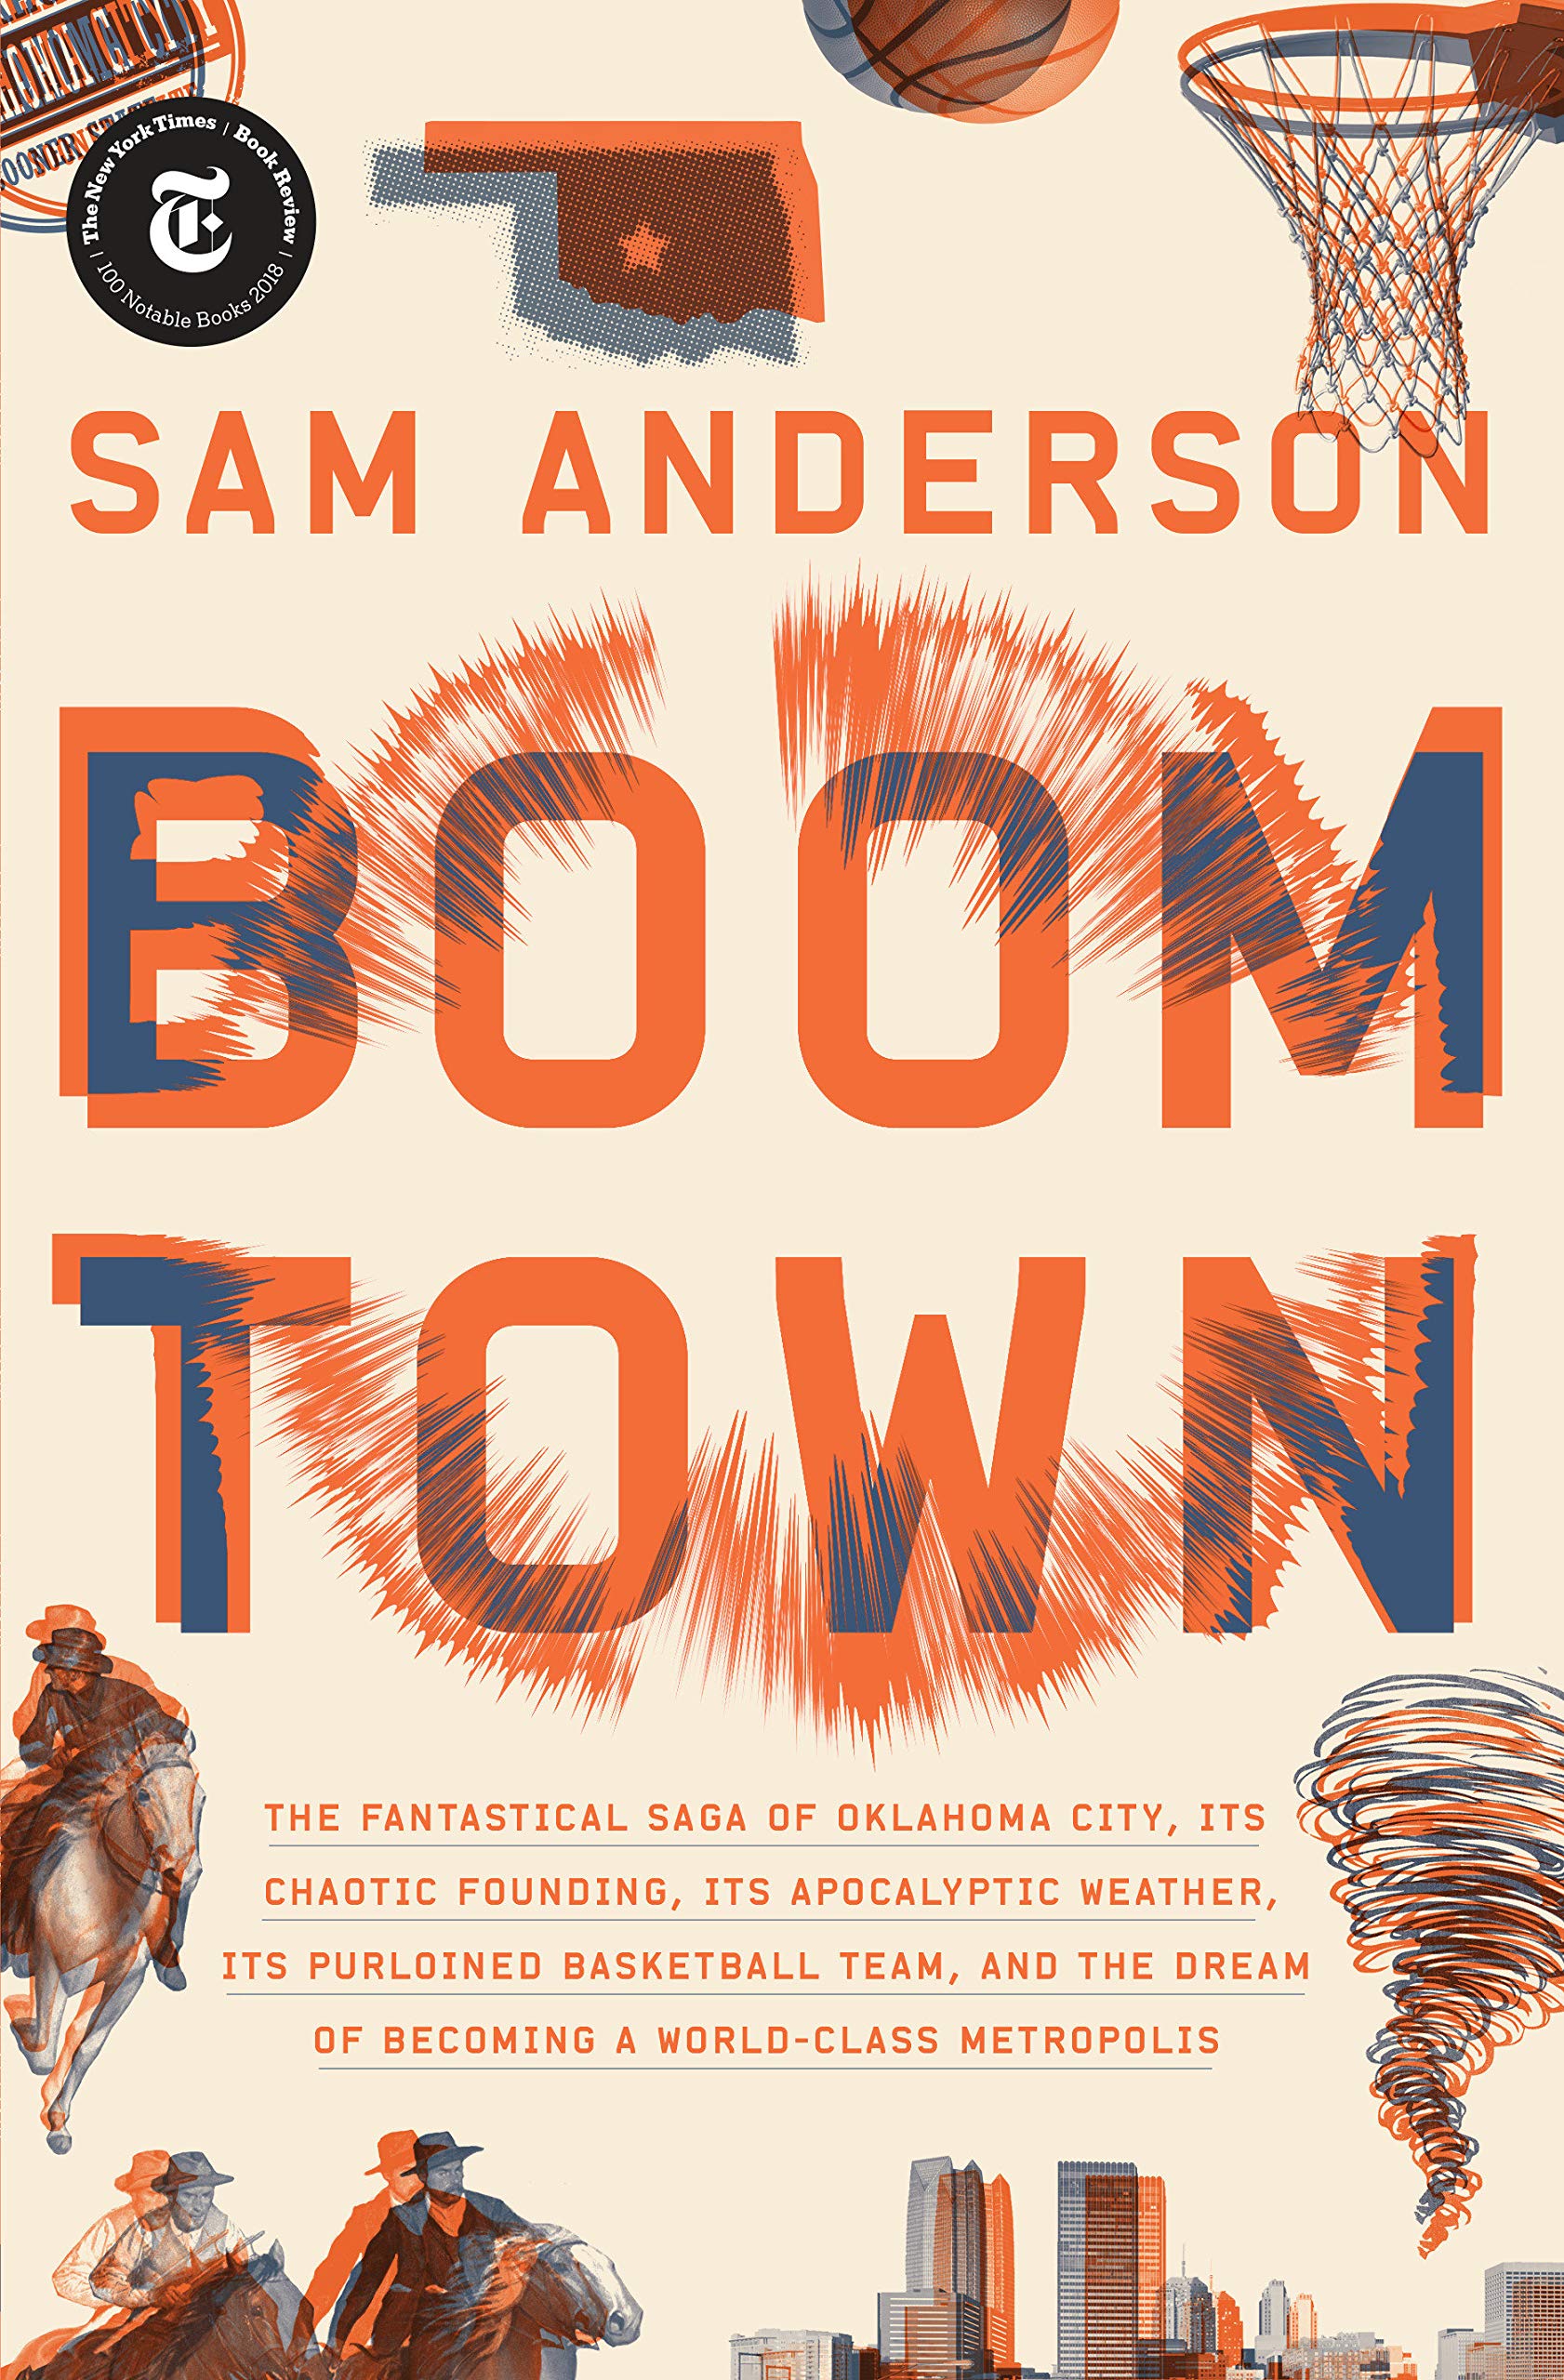 The New York Times | Book Review
T
100 Notable Books 2018
SAM ANDERSON
BOOM
TOWN
THE FANTASTICAL SAGA OF OKLAHOMA CITY, ITS
CHAOTIC FOUNDING, ITS APOCALYPTIC WEATHER,
ITS PURLOINED BASKETBALL TEAM, AND THE DREAM
OF BECOMING A WORLD-CLASS METROPOLIS